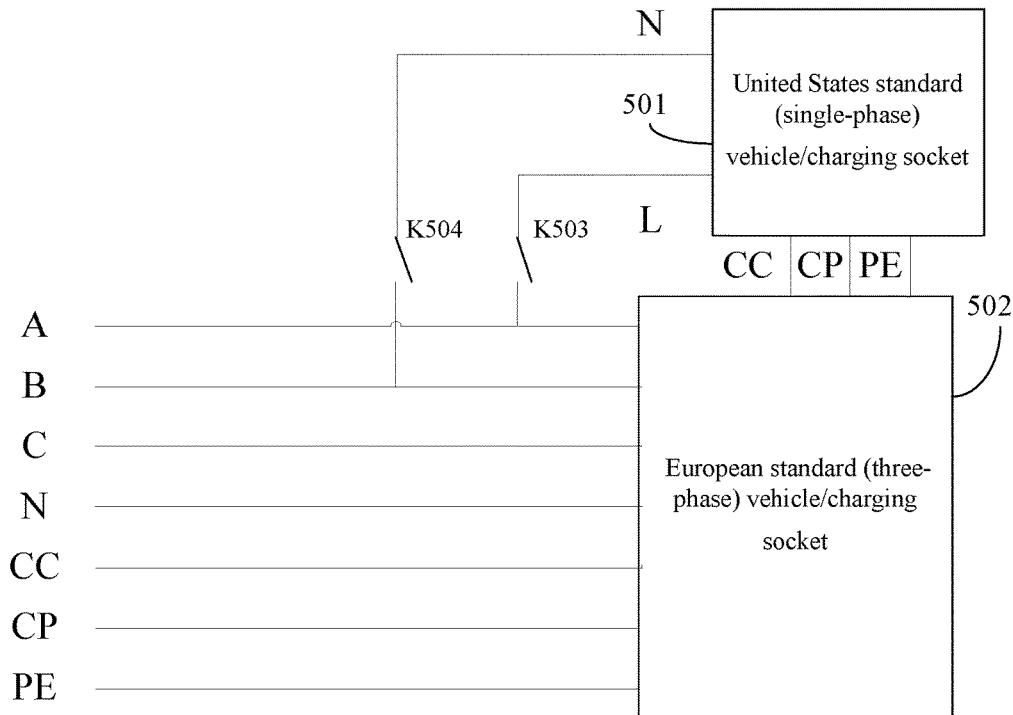 N
United States standard
(single-phase)
vehicle/charging socket
501
K504
K503
L
CC
CP
PE
502
A
B
C
N
CC
CP
PE
European standard (three-
phase) vehicle/charging
socket